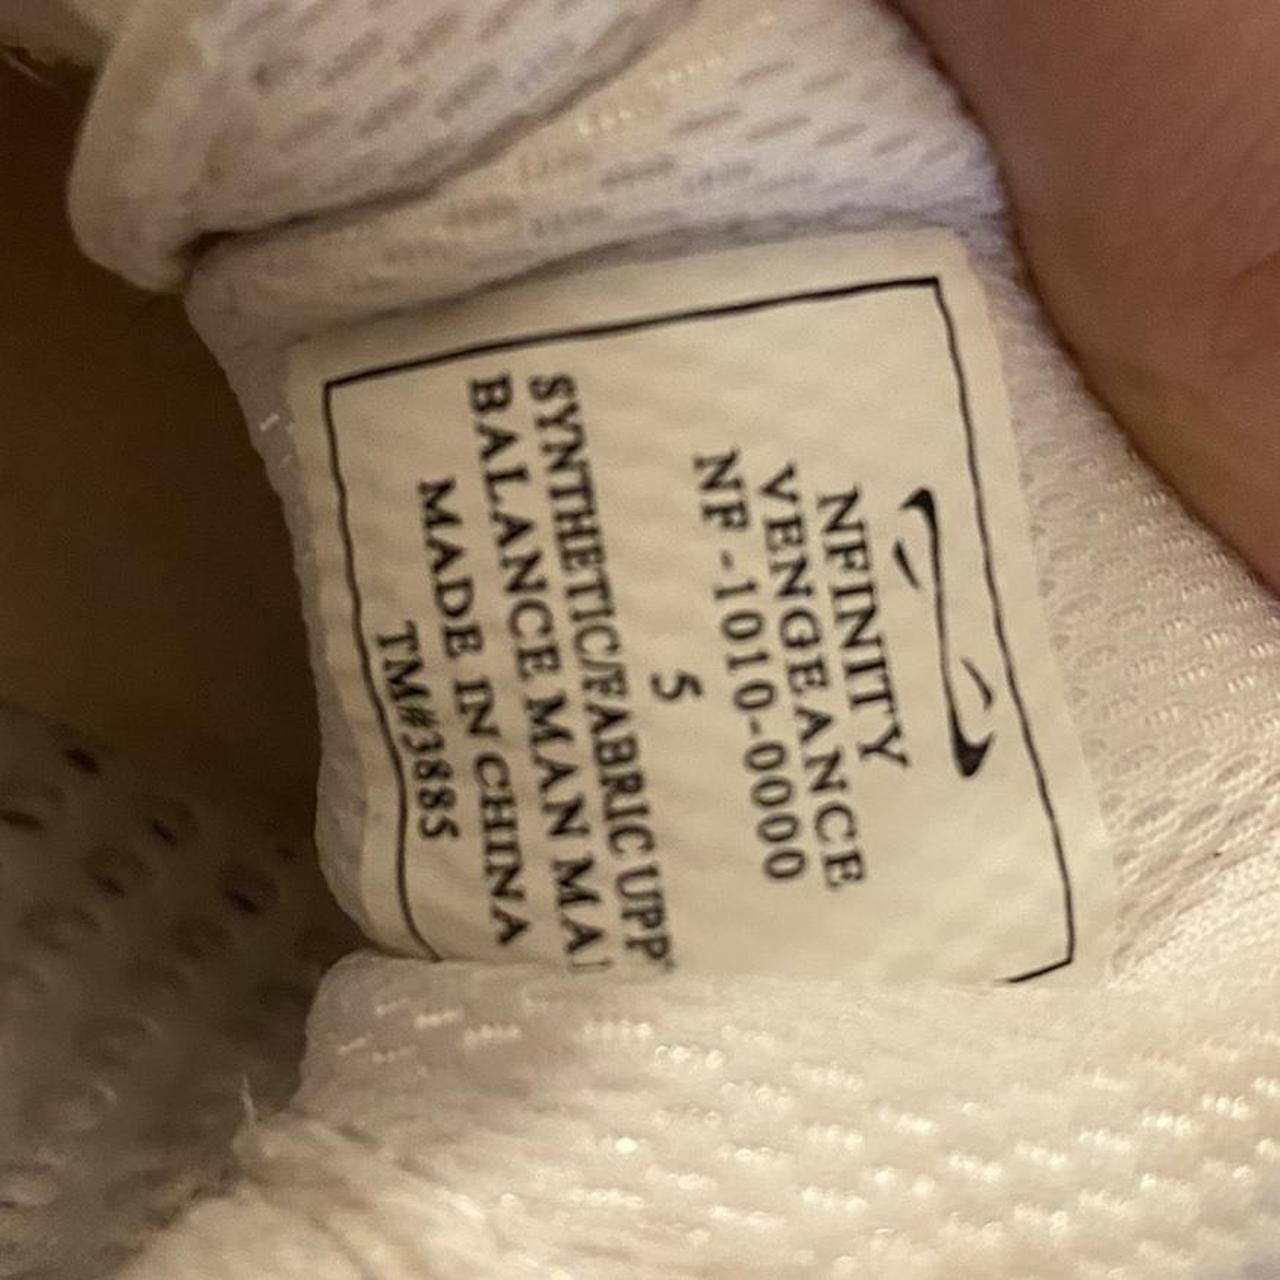 NFINITY
VENGEANCE
NF-1010-0000
5
SYNTHETIC/FABRIC UPP
BALANCE MAN MA
MADE IN CHINA
TM#3885